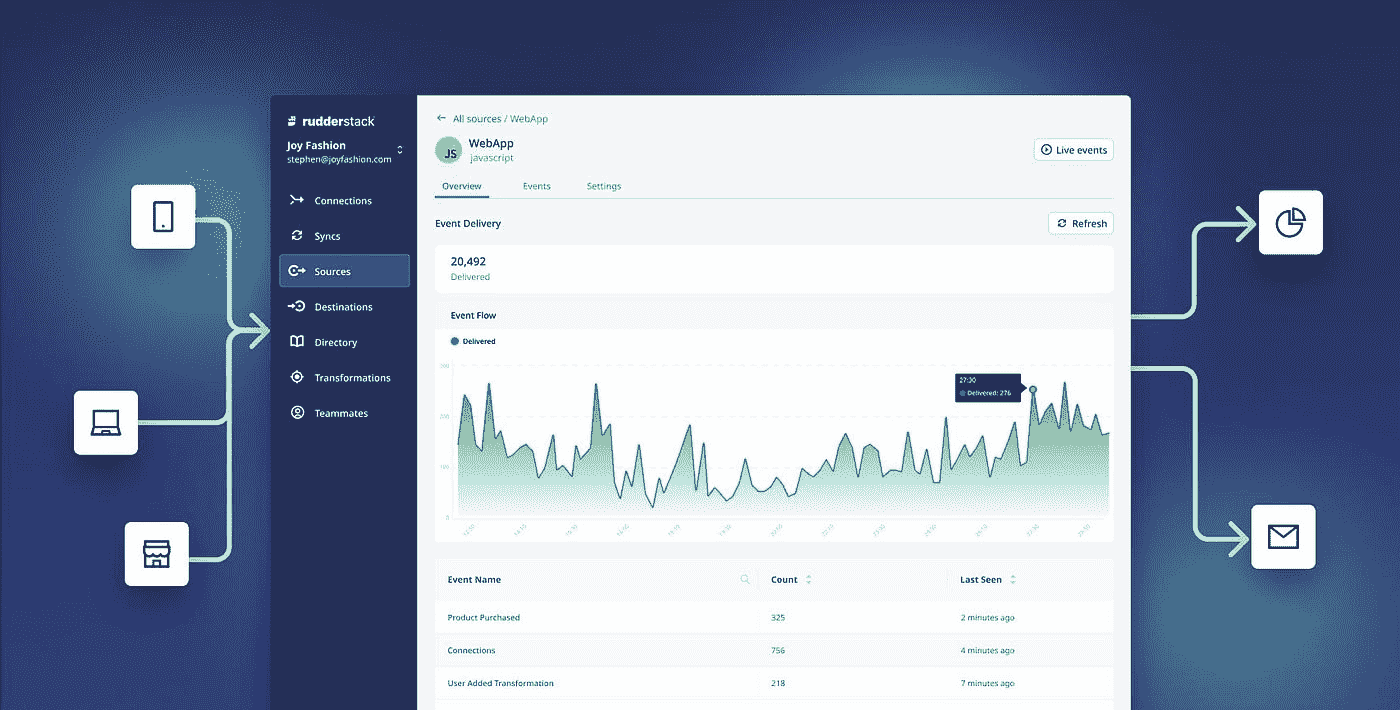 rudderstack
Joy Fashion
stephen@joyfashion.com
Connections
Syncs
Sources
Destinations
Directory
Transformations
Teammates
← All sources / WebApp
JS
WebApp
javascript
Live events
Overview Events Settings
Event Delivery
Refresh
20,492
Delivered
Event Flow
Delivered
200
100
0
27:30
Delivered: 276
Event Name Count Last Seen
Product Purchased 325 2 minutes ago
Connections 756 4 minutes ago
User Added Transformation 218 7 minutes ago